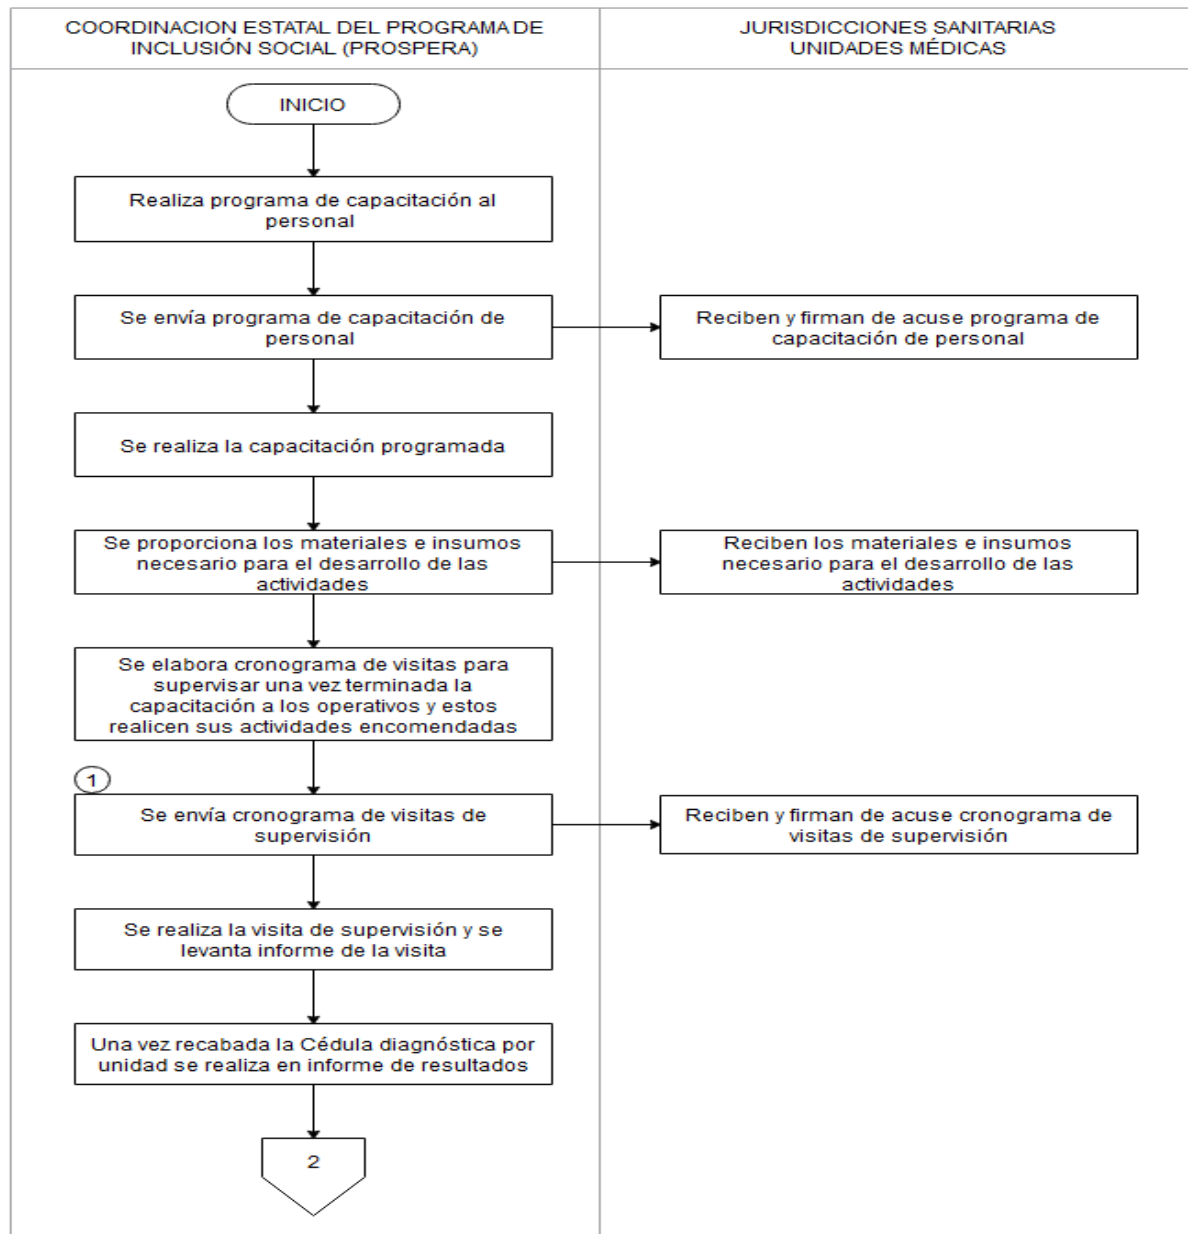 COORDINACION ESTATAL DEL PROGRAMA DE
INCLUSIÓN SOCIAL (PROSPERA)
JURISDICCIONES SANITARIAS
UNIDADES MÉDICAS
INICIO
Realiza programa de capacitación al
personal
Se envía programa de capacitación de
personal
Reciben y firman de acuse programa de
capacitación de personal
Se realiza la capacitación programada
Se proporciona los materiales e insumos
necesario para el desarrollo de las
actividades
Reciben los materiales e insumos
necesario para el desarrollo de las
actividades
Se elabora cronograma de visitas para
supervisar una vez terminada la
capacitación a los operativos y estos
realicen sus actividades encomendadas
1
Se envía cronograma de visitas de
supervisión
Reciben y firman de acuse cronograma de
visitas de supervisión
Se realiza la visita de supervisión y se
levanta informe de la visita
Una vez recabada la Cédula diagnóstica por
unidad se realiza en informe de resultados
2